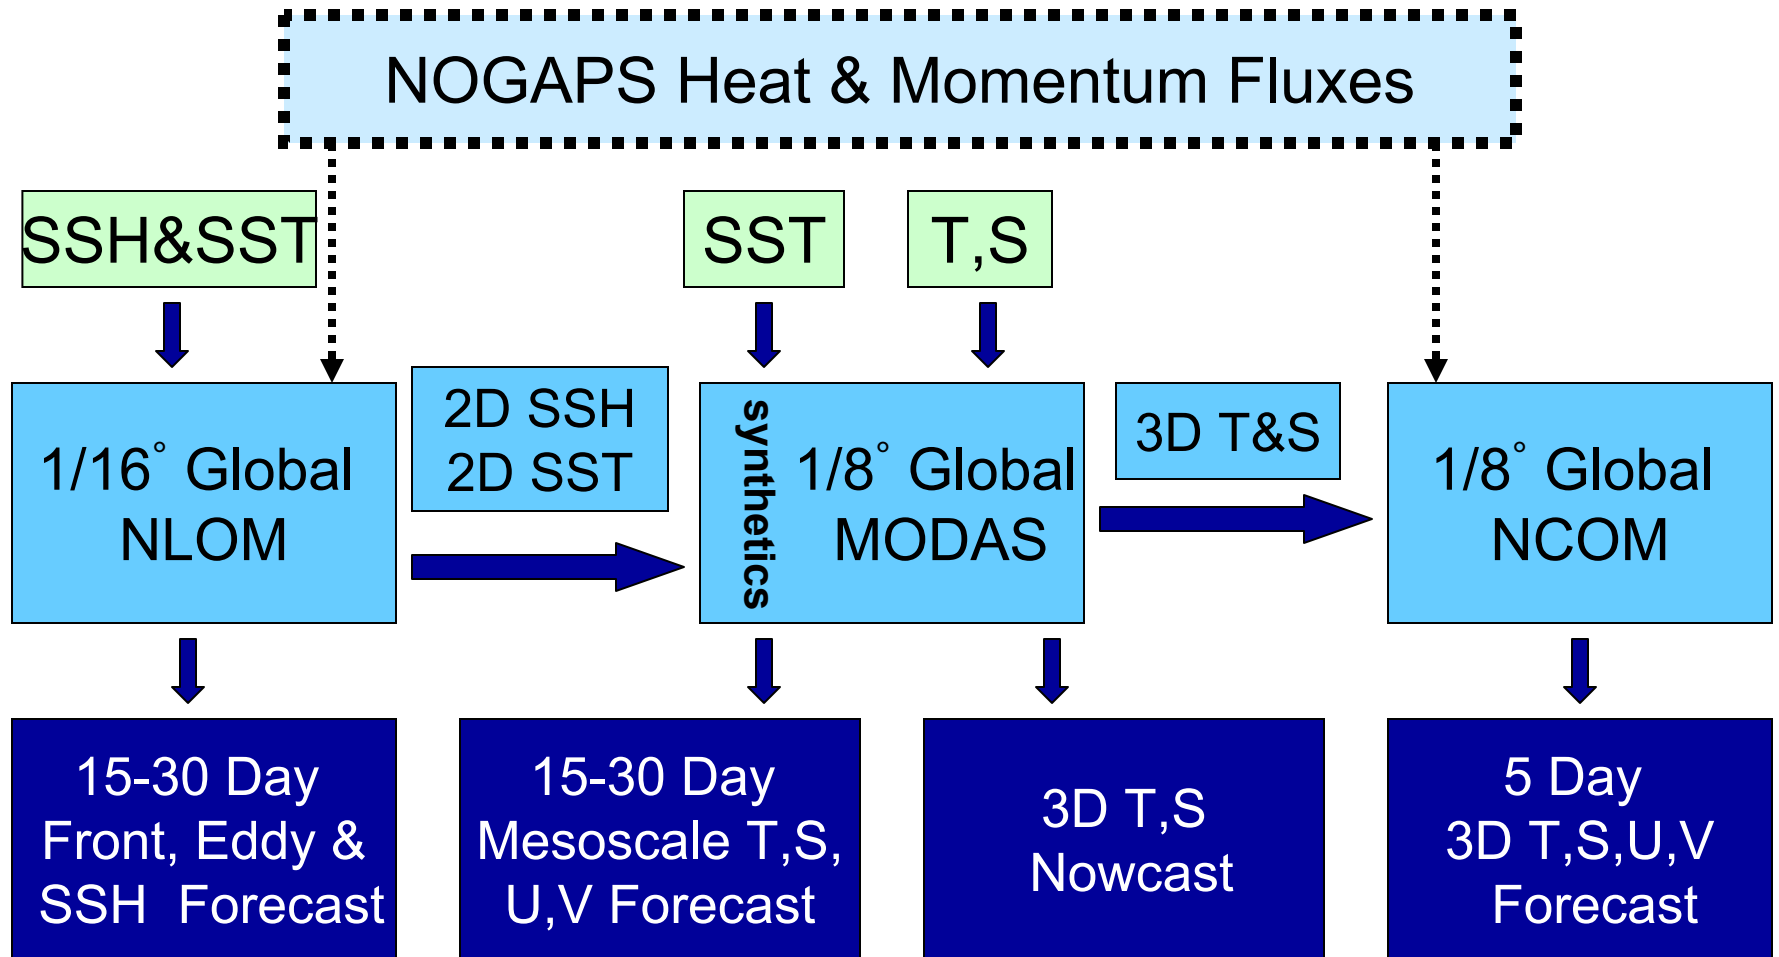 NOGAPS Heat & Momentum Fluxes
SSH&SST
SST
T,S
1/16° Global
NLOM
2D SSH
2D SST
synthetics
1/8° Global
MODAS
3D T&S
1/8° Global
NCOM
15-30 Day
Front, Eddy &
SSH Forecast
15-30 Day
Mesoscale T,S,
U,V Forecast
3D T,S
Nowcast
5 Day
3D T,S,U,V
Forecast